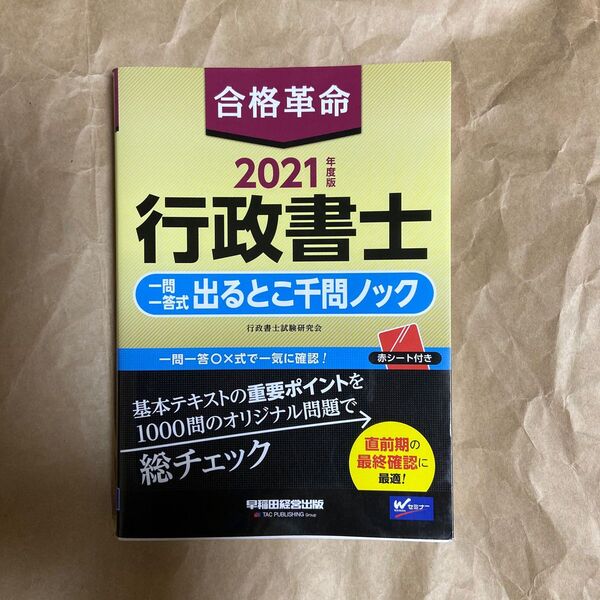 合格革命
2021年度版
行政書士
一問
一答式 出るとこ千問ノック
行政書士試験研究会
一問一答〇×式で一気に確認！
赤シート付き
基本テキストの重要ポイントを
1000問のオリジナル問題で
総チェック
直前期の
最終確認に
最適！
早稲田経営出版
TAC PUBLISHING Group
Wセミナー